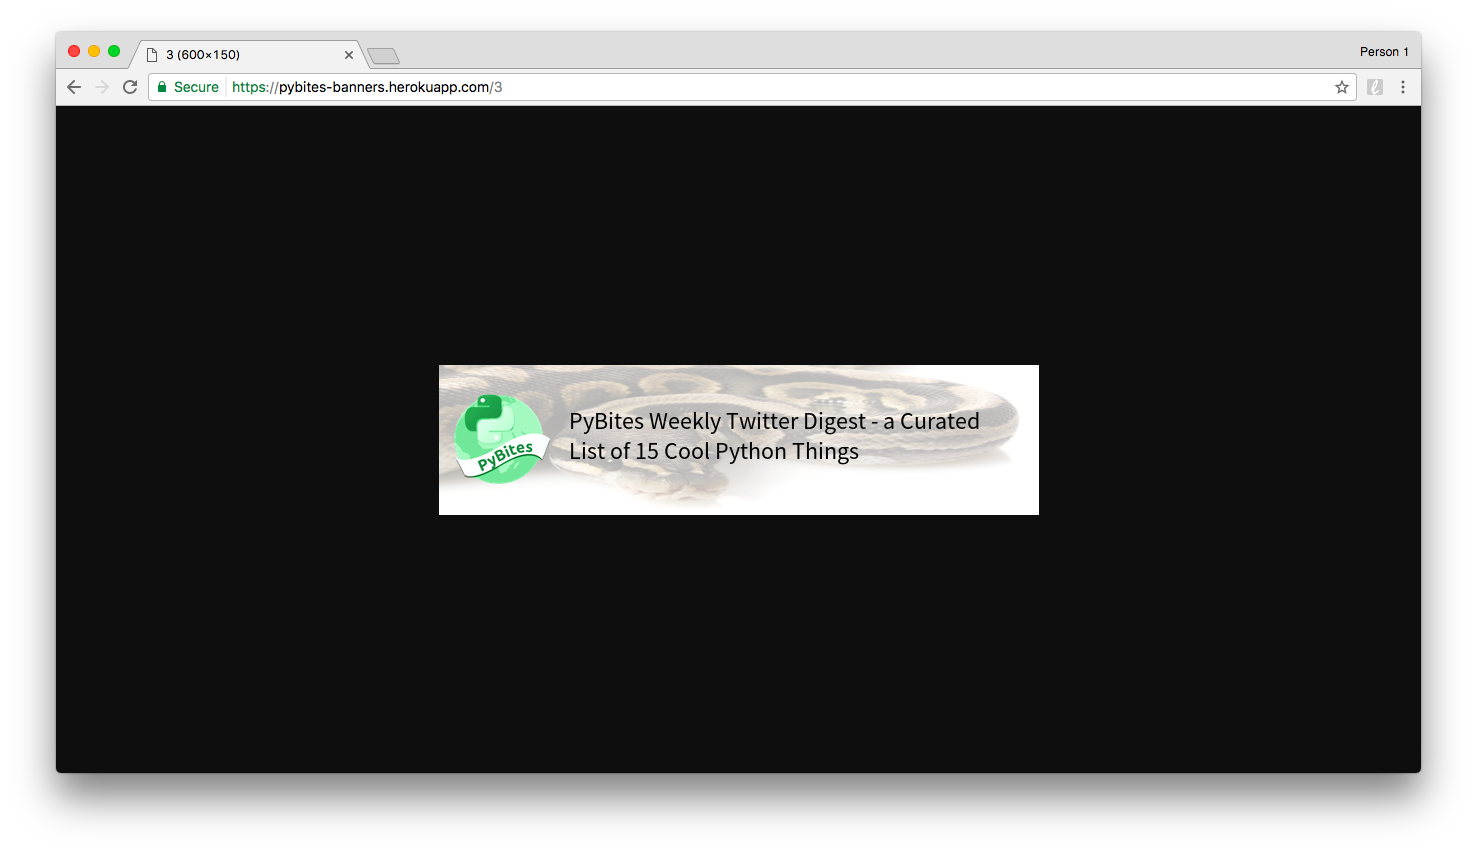 3 (600×150)
Person 1
Secure https://pybites-banners.herokuapp.com/3
PyBites Weekly Twitter Digest - a Curated
List of 15 Cool Python Things
PyBites